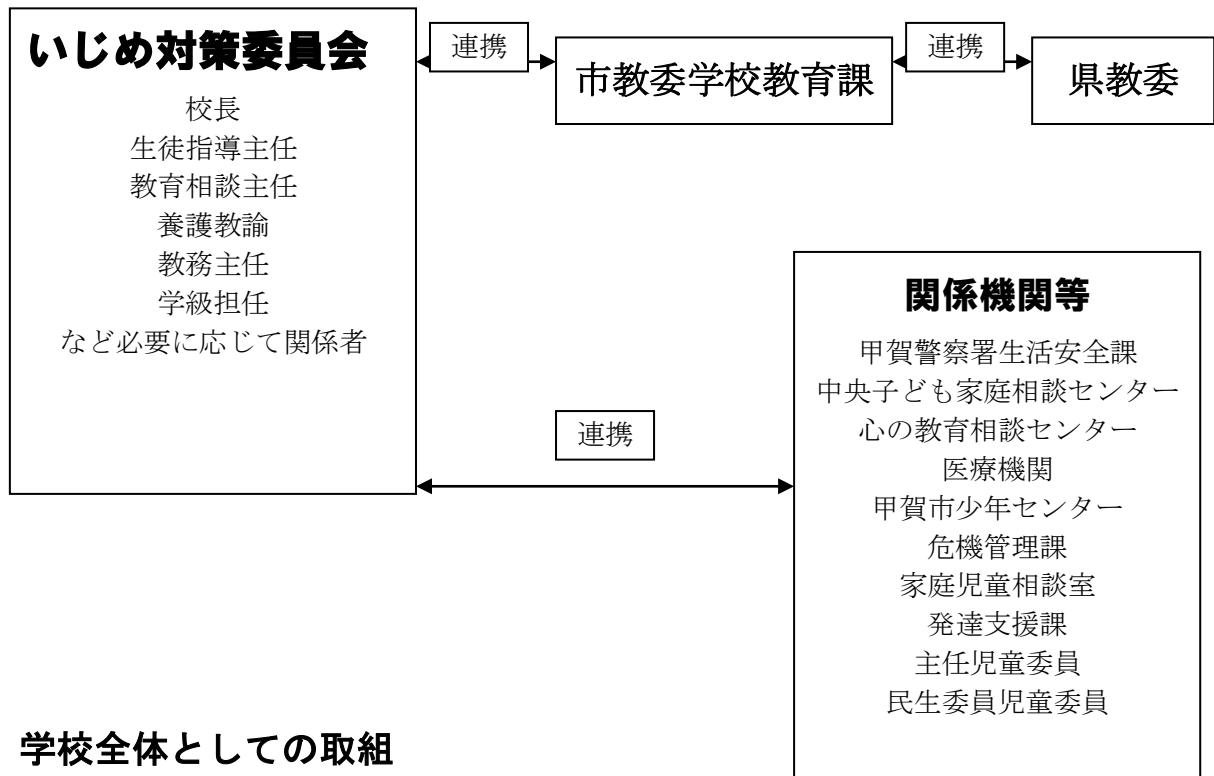 いじめ対策委員会
校長
生徒指導主任
教育相談主任
養護教諭
教務主任
学級担任
など必要に応じて関係者
連携
市教委学校教育課
連携
県教委
連携
関係機関等
甲賀警察署生活安全課
中央子ども家庭相談センター
心の教育相談センター
医療機関
甲賀市少年センター
危機管理課
家庭児童相談室
発達支援課
主任児童委員
民生委員児童委員
学校全体としての取組